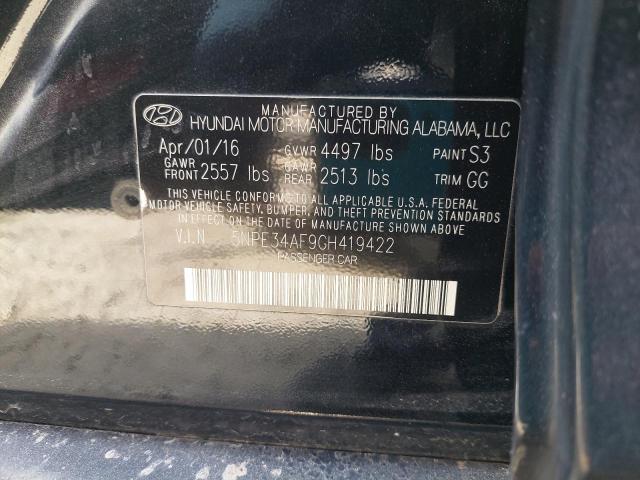 MANUFACTURED BY
HYUNDAI MOTOR MANUFACTURING ALABAMA, LLC
Apr/01/16 GVWR 4497 lbs PAINT S3
GAWR FRONT 2557 lbs GAWR REAR 2513 lbs TRIM GG
THIS VEHICLE CONFORMS TO ALL APPLICABLE U.S.A. FEDERAL
MOTOR VEHICLE SAFETY, BUMPER, AND THEFT PREVENTION STANDARDS
IN EFFECT ON THE DATE OF MANUFACTURE SHOWN ABOVE.
V.I.N. 5NPE34AF9GH419422
PASSENGER CAR